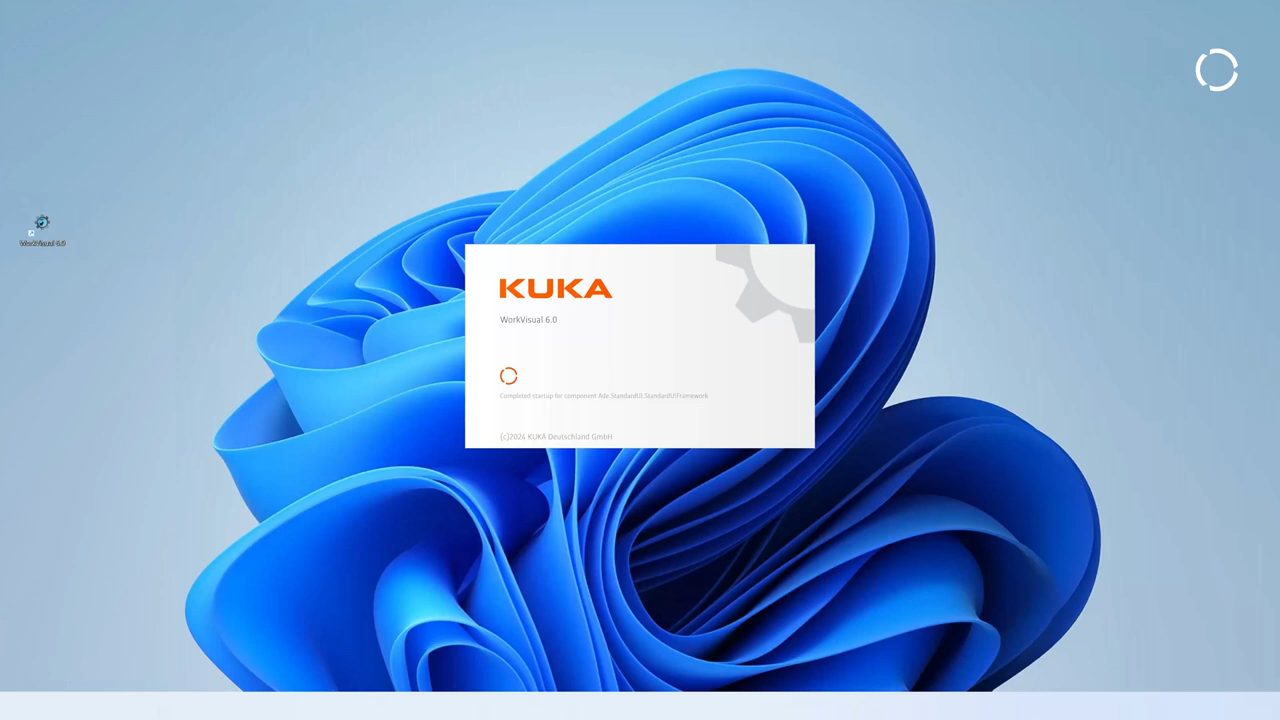 WorkVisual 6.0
KUKA
WorkVisual 6.0
Completed startup for component Ade.StandardUI.StandardUIFramework
(c)2024 KUKA Deutschland GmbH